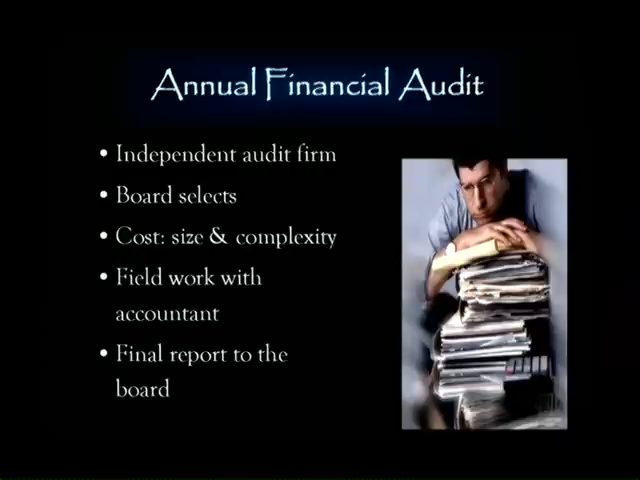 Annual Financial Audit
• Independent audit firm
• Board selects
• Cost: size & complexity
• Field work with
accountant
• Final report to the
board